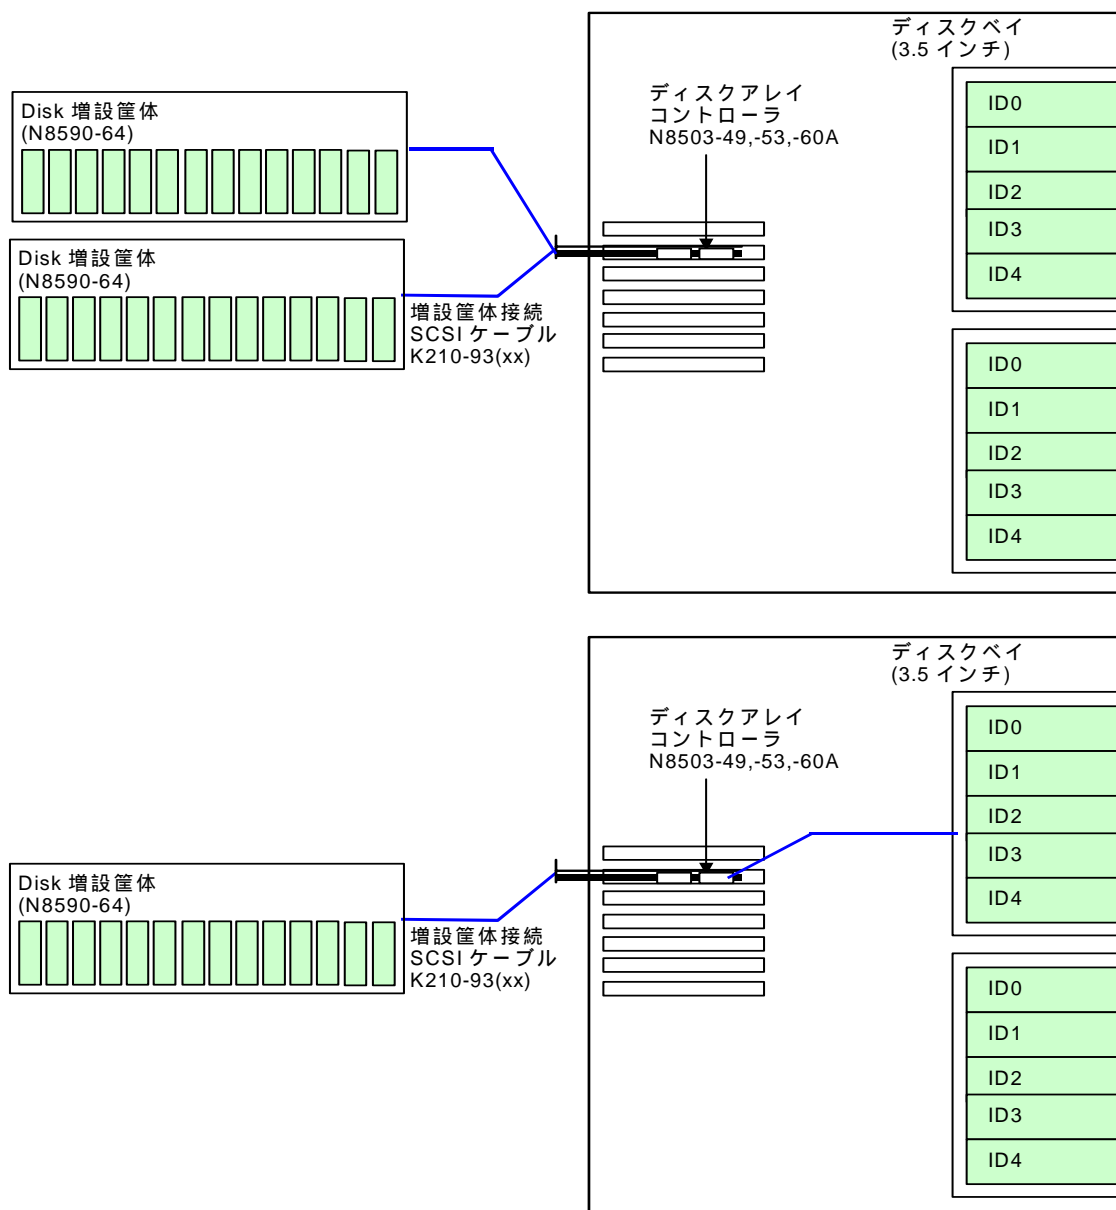 ディスクベイ
(3.5 インチ)
ディスクアレイ
コントローラ
N8503-49,-53,-60A
Disk 増設筐体
(N8590-64)
Disk 増設筐体
(N8590-64)
増設筐体接続
SCSI ケーブル
K210-93(xx)
ID0
ID1
ID2
ID3
ID4
ID0
ID1
ID2
ID3
ID4
ディスクベイ
(3.5 インチ)
ディスクアレイ
コントローラ
N8503-49,-53,-60A
Disk 増設筐体
(N8590-64)
増設筐体接続
SCSI ケーブル
K210-93(xx)
ID0
ID1
ID2
ID3
ID4
ID0
ID1
ID2
ID3
ID4